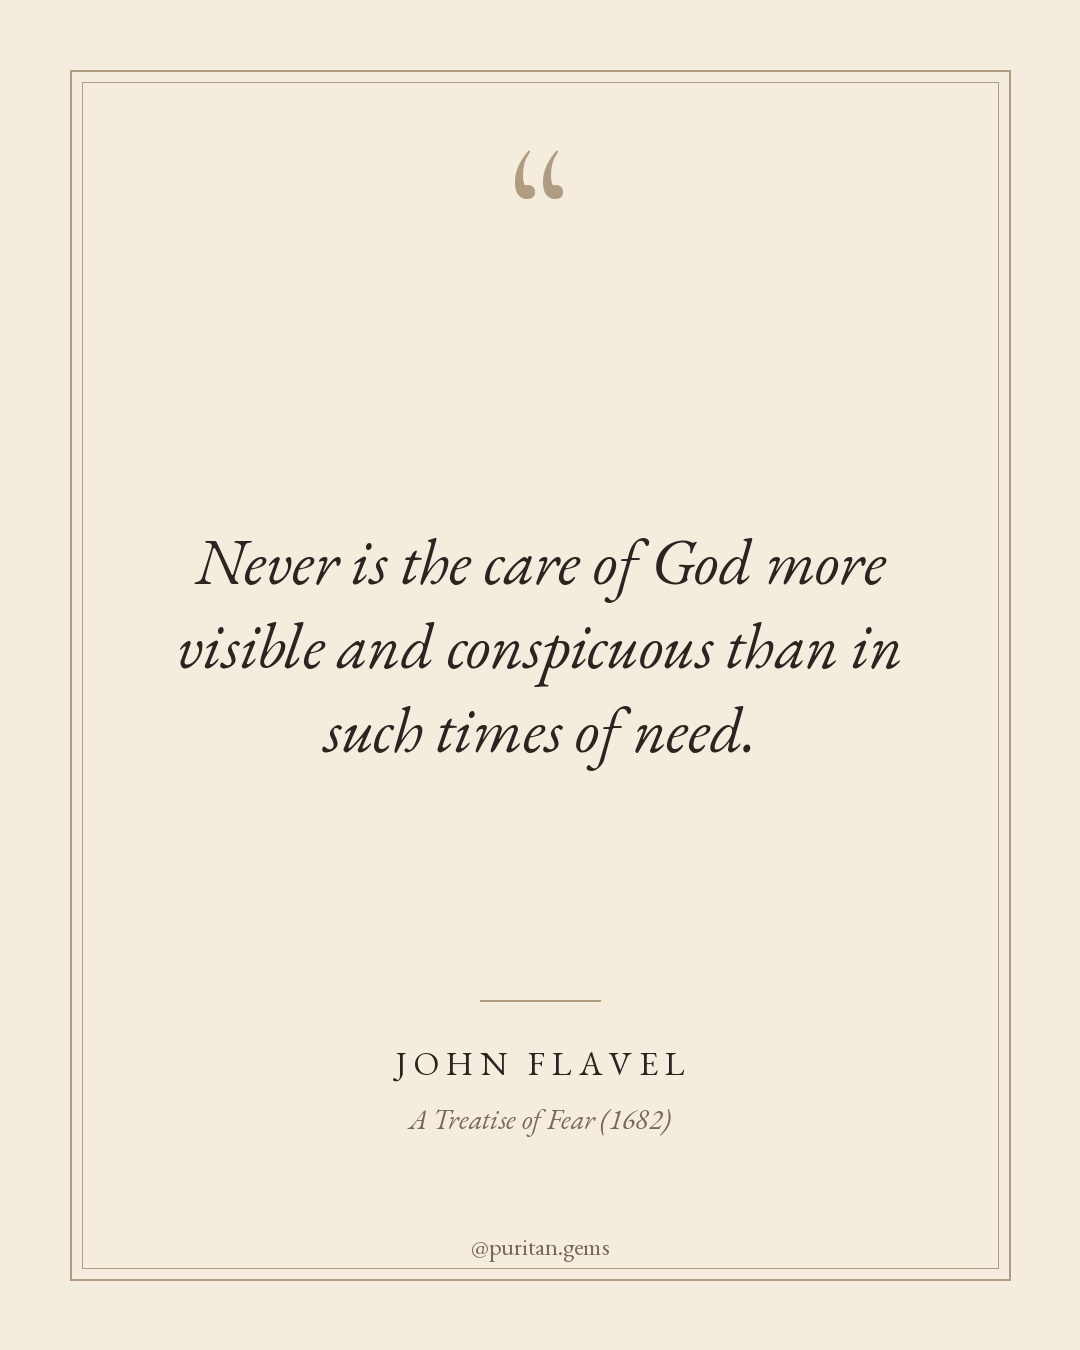 “
Never is the care of God more
visible and conspicuous than in
such times of need.
JOHN FLAVEL
A Treatise of Fear (1682)
@puritan.gems